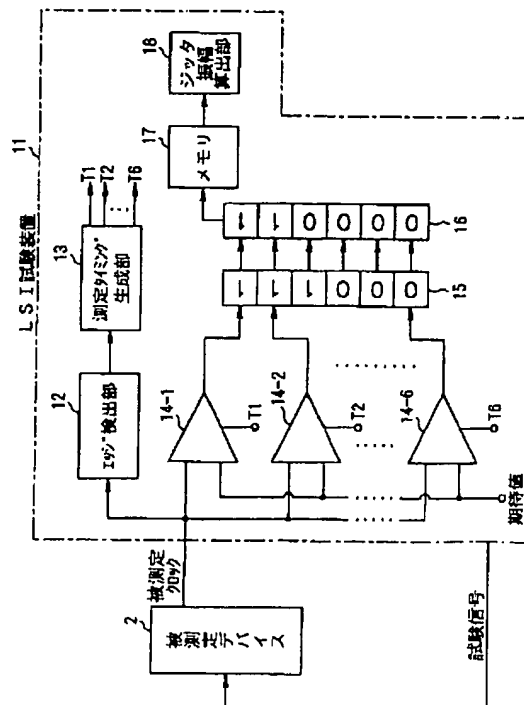 LSI試験装置
11
12
エッジ検出部
13
測定タイミング
生成部
T1
T2
T6
18
ジッタ
振幅
算出部
17
メモリ
2
被測定デバイス
被測定
クロック
14-1
T1
14-2
T2
14-6
T6
期待値
1
1
1
0
0
0
15
1
1
0
0
0
0
16
試験信号